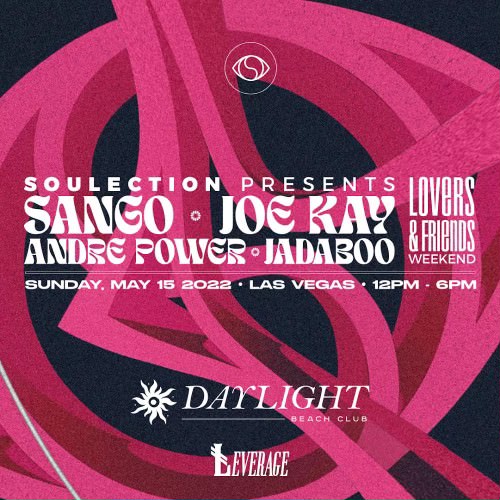 SOULECTION PRESENTS
SANGO • JOE KAY
ANDRE POWER • JADABOO
LOVERS
& FRIENDS
WEEKEND
SUNDAY, MAY 15 2022 • LAS VEGAS • 12PM - 6PM
DAYLIGHT
BEACH CLUB
LEVERAGE